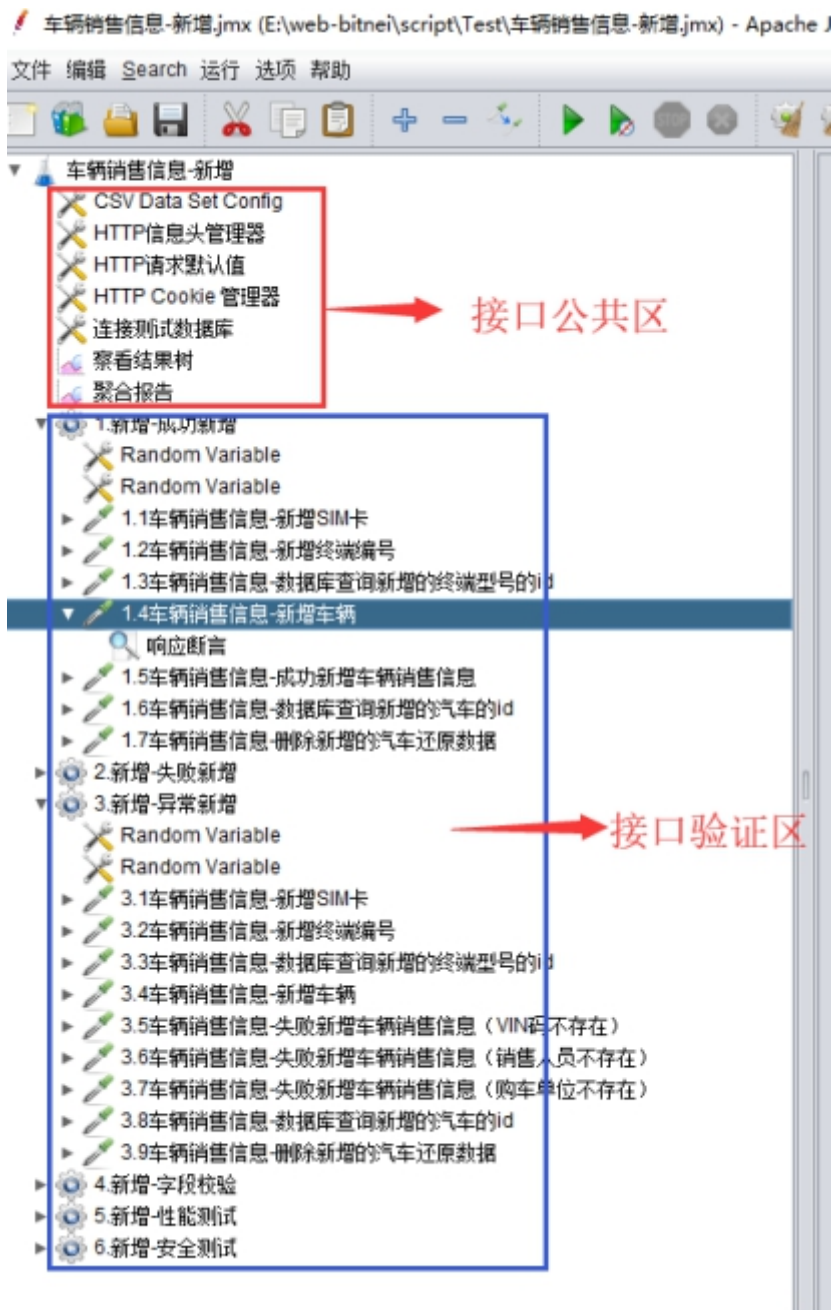 车辆销售信息-新增.jmx (E:\web-bitnei\script\Test\车辆销售信息-新增.jmx) - Apache J
文件 编辑 Search 运行 选项 帮助
STOP
车辆销售信息-新增
CSV Data Set Config
HTTP信息头管理器
HTTP请求默认值
HTTP Cookie 管理器
接口公共区
连接测试数据库
察看结果树
聚合报告
1.新增-成功新增
Random Variable
Random Variable
1.1车辆销售信息-新增SIM卡
1.2车辆销售信息-新增终端编号
1.3车辆销售信息-数据库查询新增的终端型号的id
1.4车辆销售信息-新增车辆
响应断言
1.5车辆销售信息-成功新增车辆销售信息
1.6车辆销售信息-数据库查询新增的汽车的id
1.7车辆销售信息-删除新增的汽车还原数据
2.新增-失败新增
3.新增-异常新增
Random Variable
接口验证区
Random Variable
3.1车辆销售信息-新增SIM卡
3.2车辆销售信息-新增终端编号
3.3车辆销售信息-数据库查询新增的终端型号的id
3.4车辆销售信息-新增车辆
3.5车辆销售信息-失败新增车辆销售信息（VIN码不存在）
3.6车辆销售信息-失败新增车辆销售信息（销售人员不存在）
3.7车辆销售信息-失败新增车辆销售信息（购车单位不存在）
3.8车辆销售信息-数据库查询新增的汽车的id
3.9车辆销售信息-删除新增的汽车还原数据
4.新增-字段校验
5.新增-性能测试
6.新增-安全测试